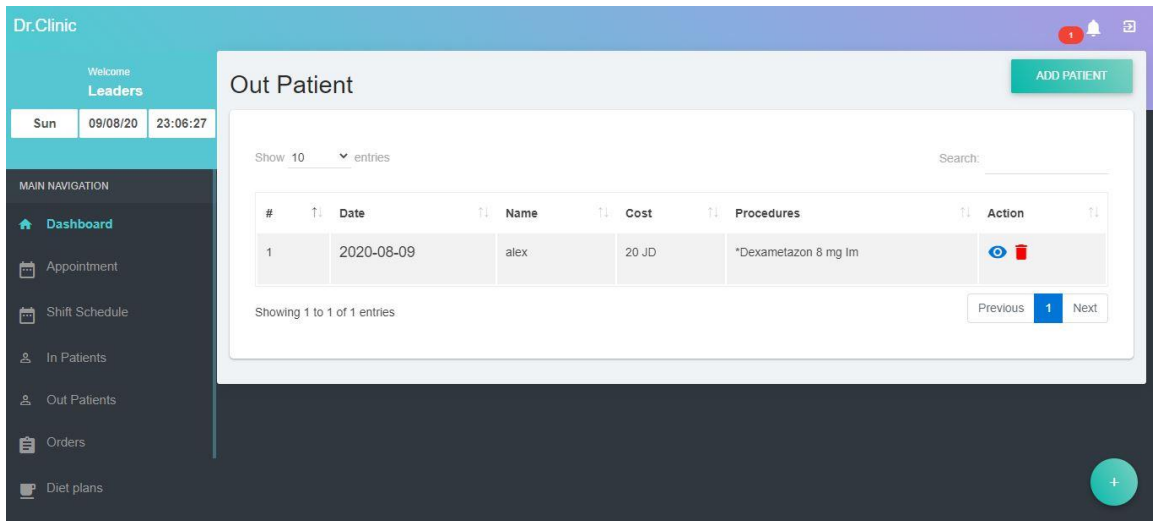 Dr.Clinic
1
Welcome
Leaders
Sun 09/08/20 23:06:27
MAIN NAVIGATION
Dashboard
Appointment
Shift Schedule
In Patients
Out Patients
Orders
Diet plans
Out Patient
ADD PATIENT
Show 10 entries
Search:
# Date Name Cost Procedures Action
1 2020-08-09 alex 20 JD *Dexametazon 8 mg Im
Showing 1 to 1 of 1 entries
Previous 1 Next
+